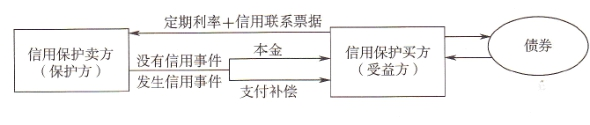 定期利率+信用联系票据
信用保护卖方
（保护方）
没有信用事件
发生信用事件
本金
支付补偿
信用保护买方
（受益方）
债券